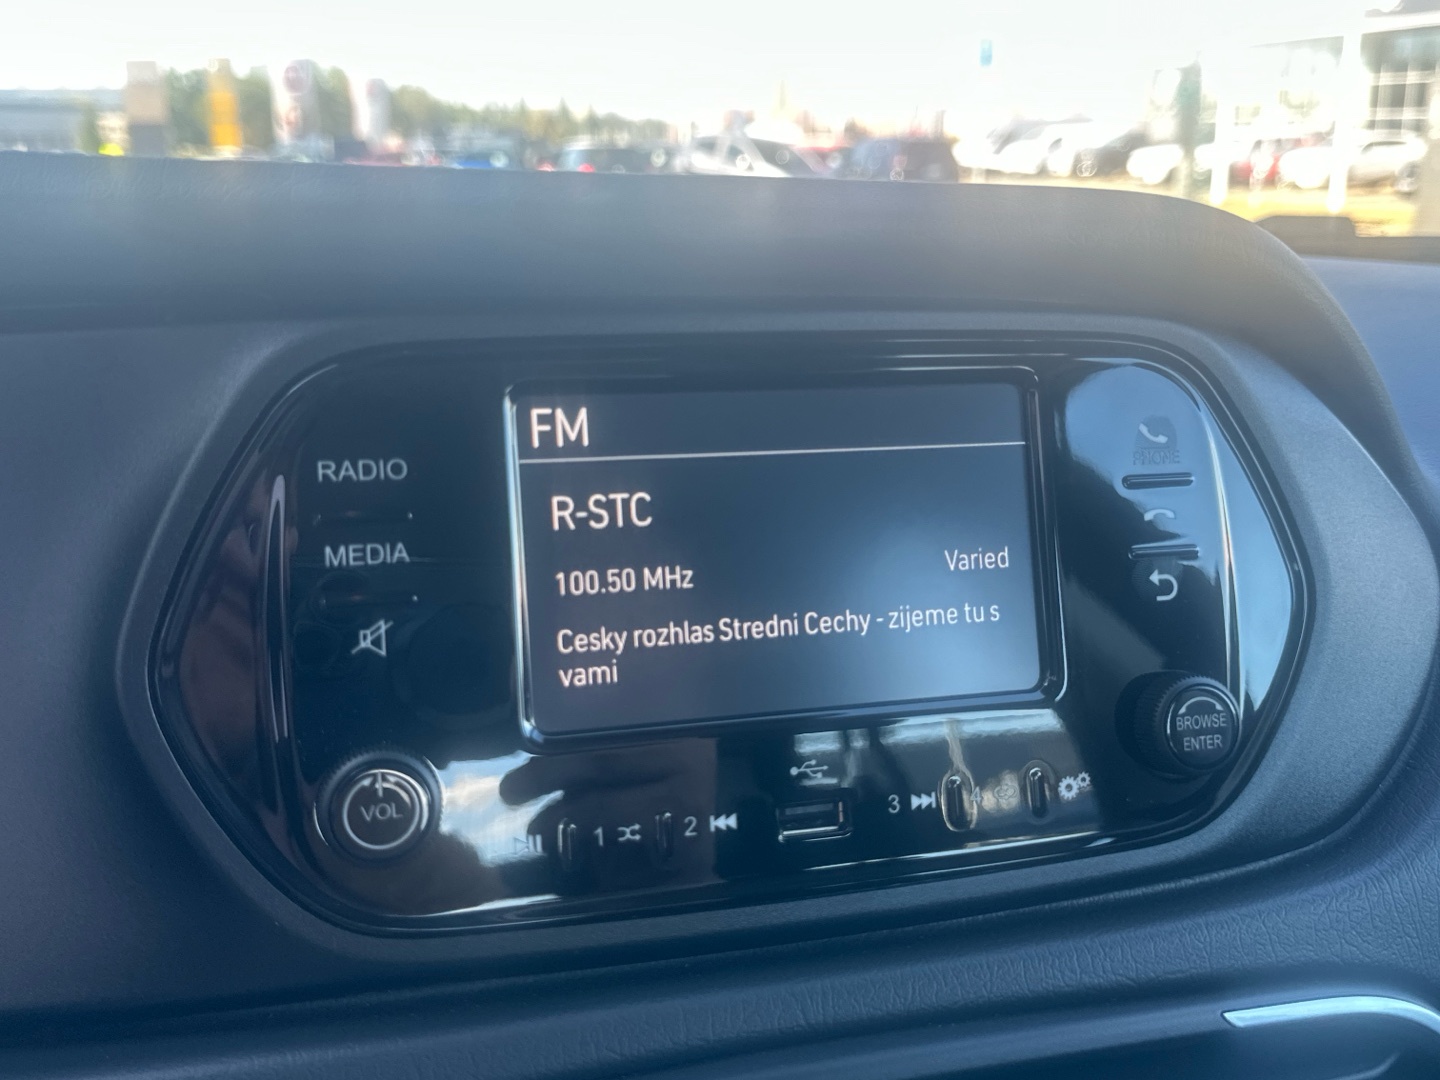 FM
RADIO
R-STC
PHONE
MEDIA
100.50 MHz
Varied
Cesky rozhlas Stredni Cechy - zijeme tu s
vami
BROWSE
ENTER
VOL
1
2
3
4